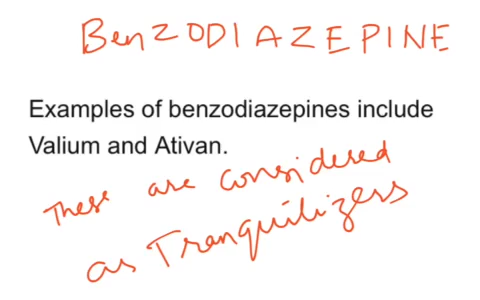 BenZODIAZEPINE
Examples of benzodiazepines include
Valium and Ativan.
These are considered
as Tranquilizers